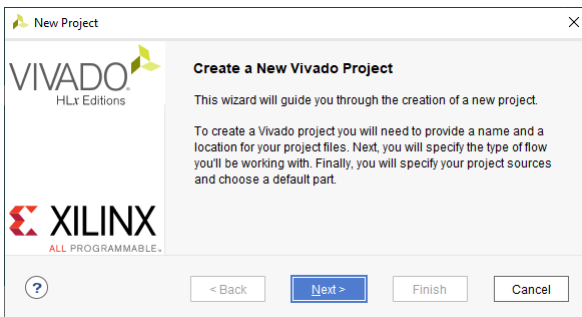 New Project
VIVADO.
HLx Editions
Create a New Vivado Project
This wizard will guide you through the creation of a new project.
To create a Vivado project you will need to provide a name and a
location for your project files. Next, you will specify the type of flow
you'll be working with. Finally, you will specify your project sources
and choose a default part.
XILINX
ALL PROGRAMMABLE.
? < Back Next > Finish Cancel